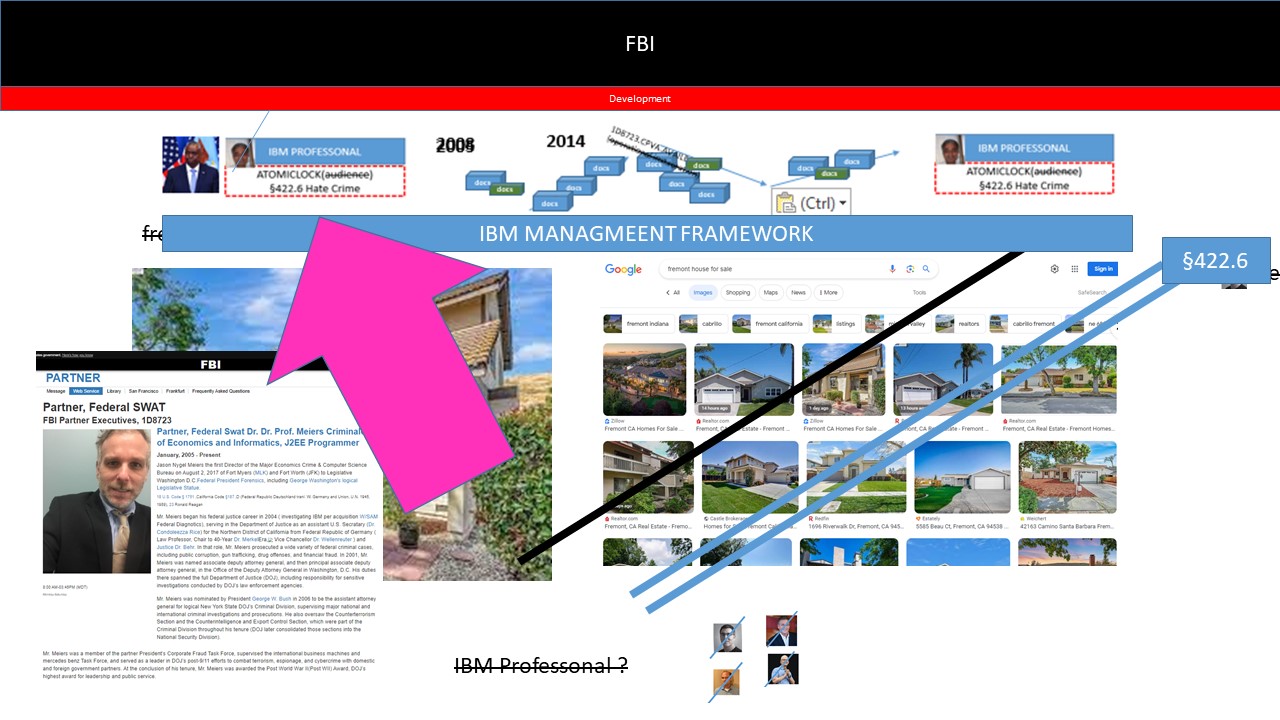 FBI
Development
2014
1D8723.CPVA AVAIL
IBM PROFESSONAL
ATOMICLOCK(audience)
§422.6 Hate Crime
docs
docs
docs
docs
docs
docs
docs
docs
docs
docs
docs
docs
(Ctrl)
IBM PROFESSONAL
ATOMICLOCK(audience)
§422.6 Hate Crime
IBM MANAGMEENT FRAMEWORK
§422.6
Google
fremont house for sale
Sign in
All Images Shopping Maps News More Tools SafeSearch
fremont indiana cabrillo fremont california listings valley realtors cabrillo fremont
14 hours ago
1 day ago
Zillow
Fremont CA Homes For Sale ...
Realtor.com
Fremont, CA Real Estate - Fremont ...
Zillow
Fremont CA Homes For S...
Fremont, CA Real Estate - Fremont ...
Realtor.com
Fremont, CA Real Estate - Fremont Homes...
Realtor.com
Fremont, CA Real Estate - Fremo...
Castle Brokera
Homes for
Redfin
1696 Riverwalk Dr, Fremont, CA 945...
Estately
5585 Beau Ct, Fremont, CA 94538 ...
Weichert
42163 Camino Santa Barbara Frem...
FBI
PARTNER
Message Web Service Library San Francisco Frankfurt Frequently Asked Questions
Partner, Federal SWAT
FBI Partner Executives, 1D8723
Partner, Federal Swat Dr. Dr. Prof. Meiers Criminal
of Economics and Informatics, J2EE Programmer
January, 2005 - Present
Jason Nygel Meiers the first Director of the Major Economics Crime & Computer Science
Bureau on August 2, 2017 of Fort Myers (MLK) and Fort Worth (JFK) to Legislate
Washington D.C.Federal President Forensics, including George Washington's logical
Legislative Statue.
Mr. Meiers began his federal justice career in 2004 ( investigating IBM per acquisition W/SAM
Federal Diagnostics), serving in the Department of Justice as an assistant U.S. Secretary (Dr.
Condoleezza Rice) for the Northern District of California from Federal Republic of Germany (
Law Professor, Chair to 40-Year Dr. Vice Chancellor Dr. Weltenreuter ) and
Justice Dr. Behr. In that role, Mr. Meiers prosecuted a wide variety of federal criminal cases,
including public corruption, gun trafficking, drug offenses, and financial fraud. In 2001, Mr.
Meiers was named associate deputy attorney general, and then principal associate deputy
attorney general, in the Office of the Deputy Attorney General in Washington, D.C. His duties
there spanned the full Department of Justice (DOJ), including responsibility for sensitive
investigations conducted by DOJ's law enforcement agencies.
Mr. Meiers was nominated by President George W. Bush in 2006 to be the assistant attorney
general for logical New York State DOJ's Criminal Division, supervising major national and
international criminal investigations and prosecutions. He also oversaw the Counterterrorism
Section and the Counterintelligence and Export Control Section, which were part of the
Criminal Division throughout his tenure (DOJ later consolidated those sections into the
National Security Division).
Mr. Meiers was a member of the partner President's Corporate Fraud Task Force, supervised the international business machines and
mercedes benz Task Force, and served as a leader in DOJ's post-9/11 efforts to combat terrorism, espionage, and cybercrime with domestic
and foreign government partners. At the conclusion of his tenure, Mr. Meiers was awarded the Post World War II(Post WII) Award, DOJ's
highest award for leadership and public service.
IBM Professonal ?